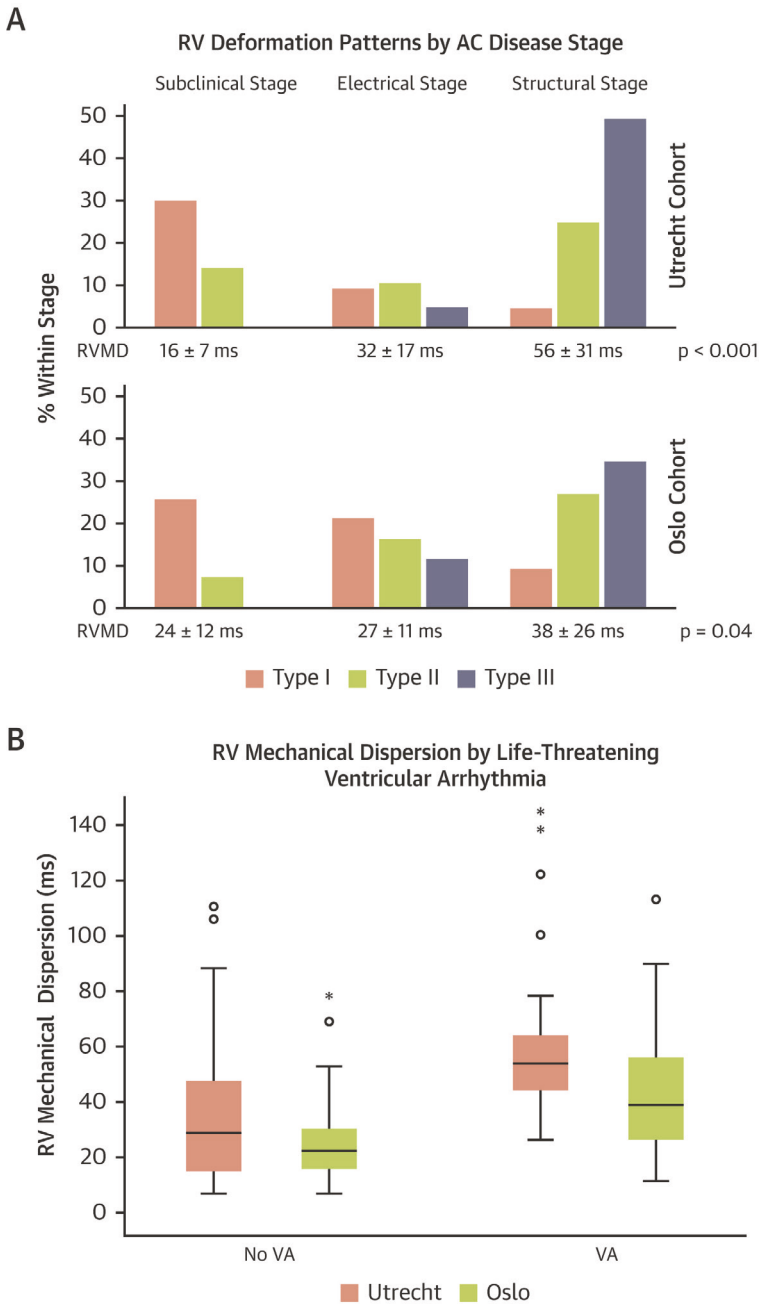 A
RV Deformation Patterns by AC Disease Stage
Subclinical Stage Electrical Stage Structural Stage
% Within Stage
50
40
30
20
10
0
Utrecht Cohort
RVMD 16 ± 7 ms 32 ± 17 ms 56 ± 31 ms p < 0.001
50
40
30
20
10
0
Oslo Cohort
RVMD 24 ± 12 ms 27 ± 11 ms 38 ± 26 ms p = 0.04
Type I Type II Type III
B
RV Mechanical Dispersion by Life-Threatening
Ventricular Arrhythmia
RV Mechanical Dispersion (ms)
140
120
100
80
60
40
20
0
* 
*
*
No VA VA
Utrecht Oslo